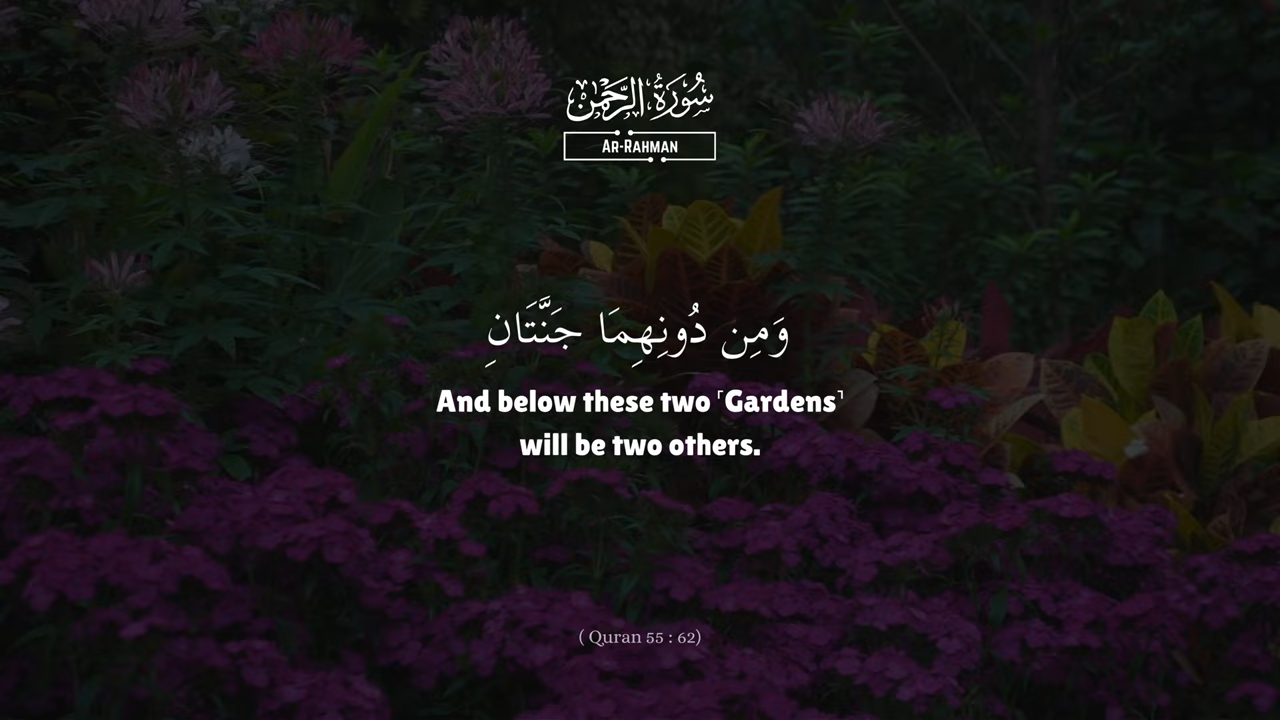 سُورَةُ الرَّحْمٰن
AR-RAHMAN
وَمِن دُونِهِمَا جَنَّتَانِ
And below these two ˹Gardens˺
will be two others.
( Quran 55 : 62)